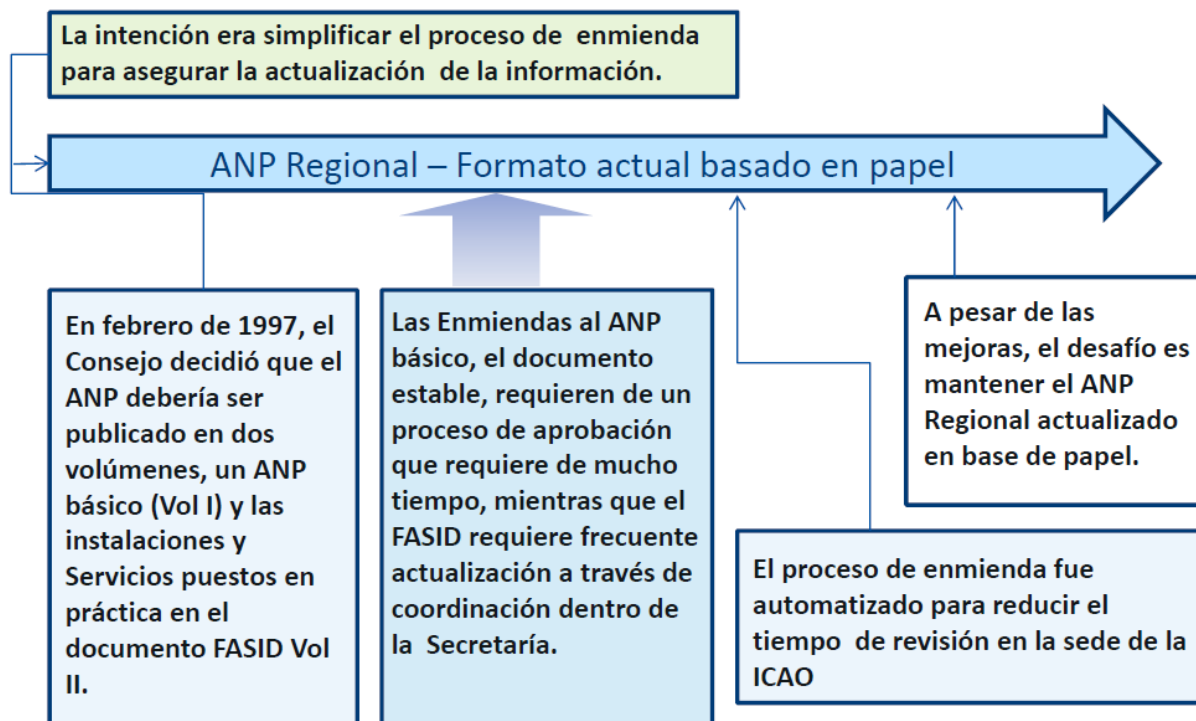 La intención era simplificar el proceso de enmienda
para asegurar la actualización de la información.
ANP Regional – Formato actual basado en papel
En febrero de 1997, el
Consejo decidió que el
ANP debería ser
publicado en dos
volúmenes, un ANP
básico (Vol I) y las
instalaciones y
Servicios puestos en
práctica en el
documento FASID Vol
II.
Las Enmiendas al ANP
básico, el documento
estable, requieren de un
proceso de aprobación
que requiere de mucho
tiempo, mientras que el
FASID requiere frecuente
actualización a través de
coordinación dentro de
la Secretaría.
El proceso de enmienda fue
automatizado para reducir el
tiempo de revisión en la sede de la
ICAO
A pesar de las
mejoras, el desafío es
mantener el ANP
Regional actualizado
en base de papel.